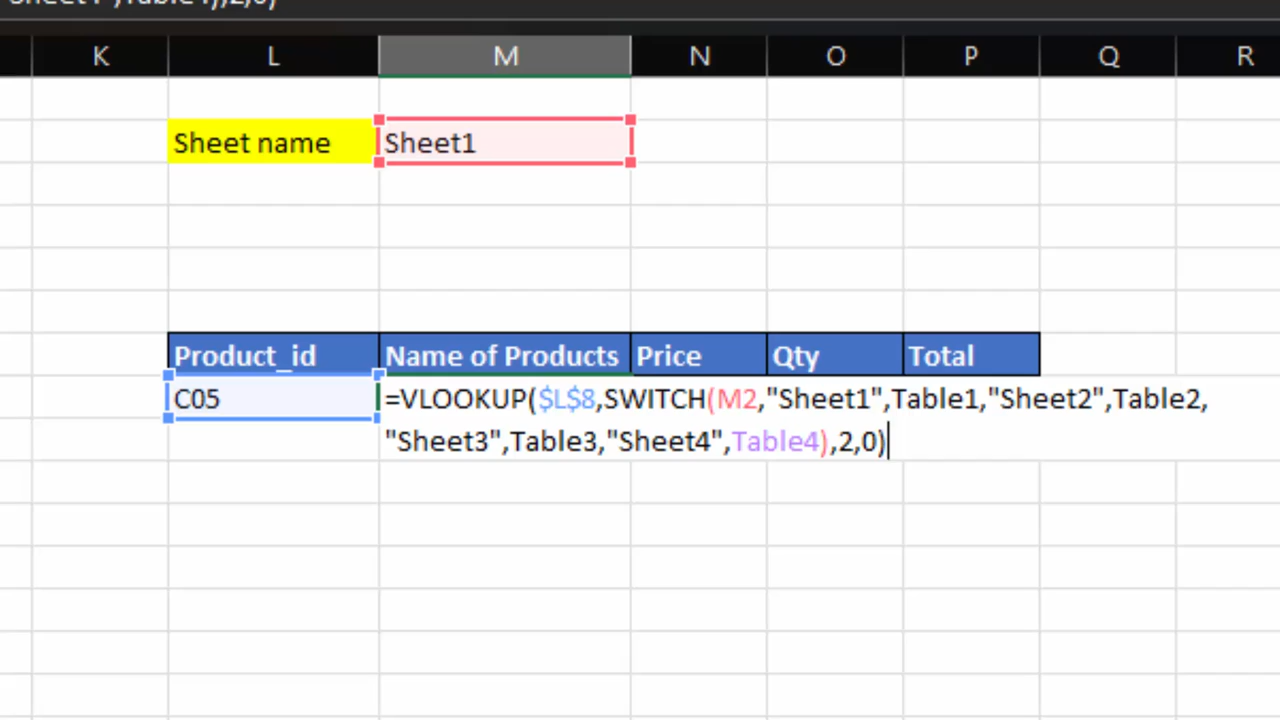 K L M N O P Q R
Sheet name Sheet1
Product_id Name of Products Price Qty Total
C05 =VLOOKUP($L$8,SWITCH(M2,"Sheet1",Table1,"Sheet2",Table2,
"Sheet3",Table3,"Sheet4",Table4),2,0)